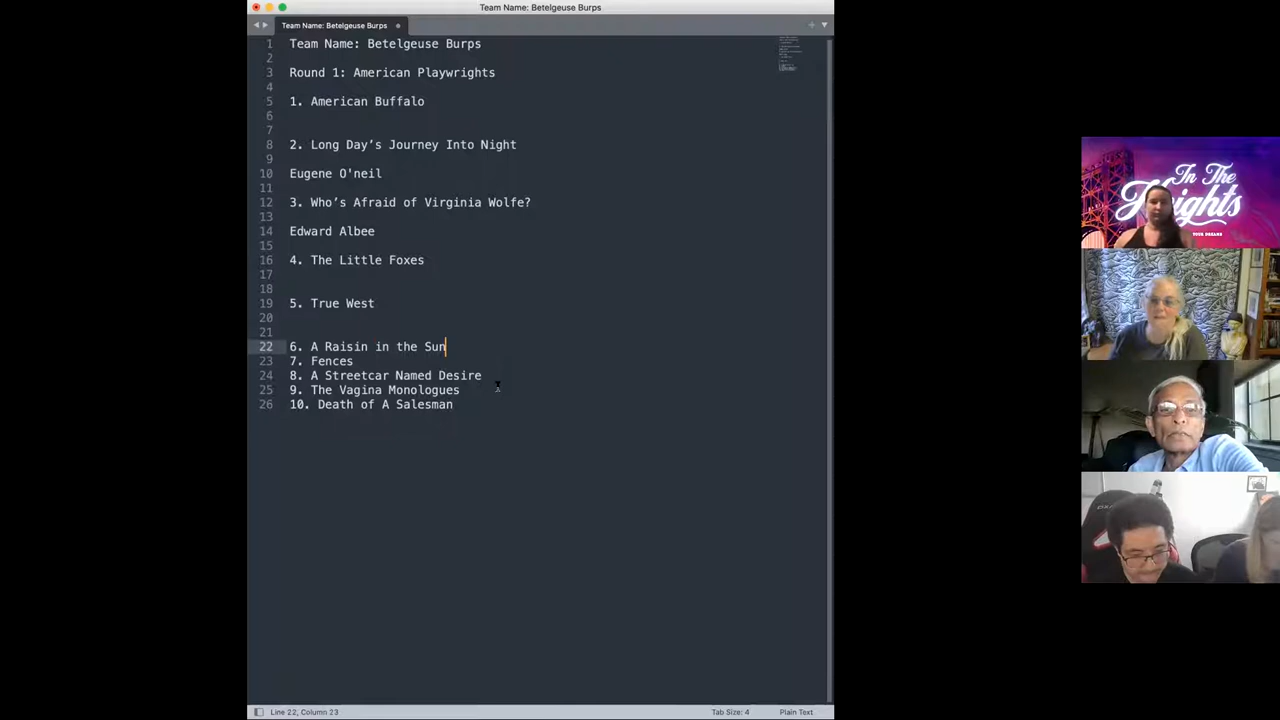 Team Name: Betelgeuse Burps
Team Name: Betelgeuse Burps
1 Team Name: Betelgeuse Burps
2
3 Round 1: American Playwrights
4
5 1. American Buffalo
6
7
8 2. Long Day’s Journey Into Night
9
10 Eugene O'neil
11
12 3. Who’s Afraid of Virginia Wolfe?
13
14 Edward Albee
15
16 4. The Little Foxes
17
18
19 5. True West
20
21
22 6. A Raisin in the Sun
23 7. Fences
24 8. A Streetcar Named Desire
25 9. The Vagina Monologues
26 10. Death of A Salesman
Line 22, Column 23
Tab Size: 4
Plain Text
In The
YOUR DREAMS